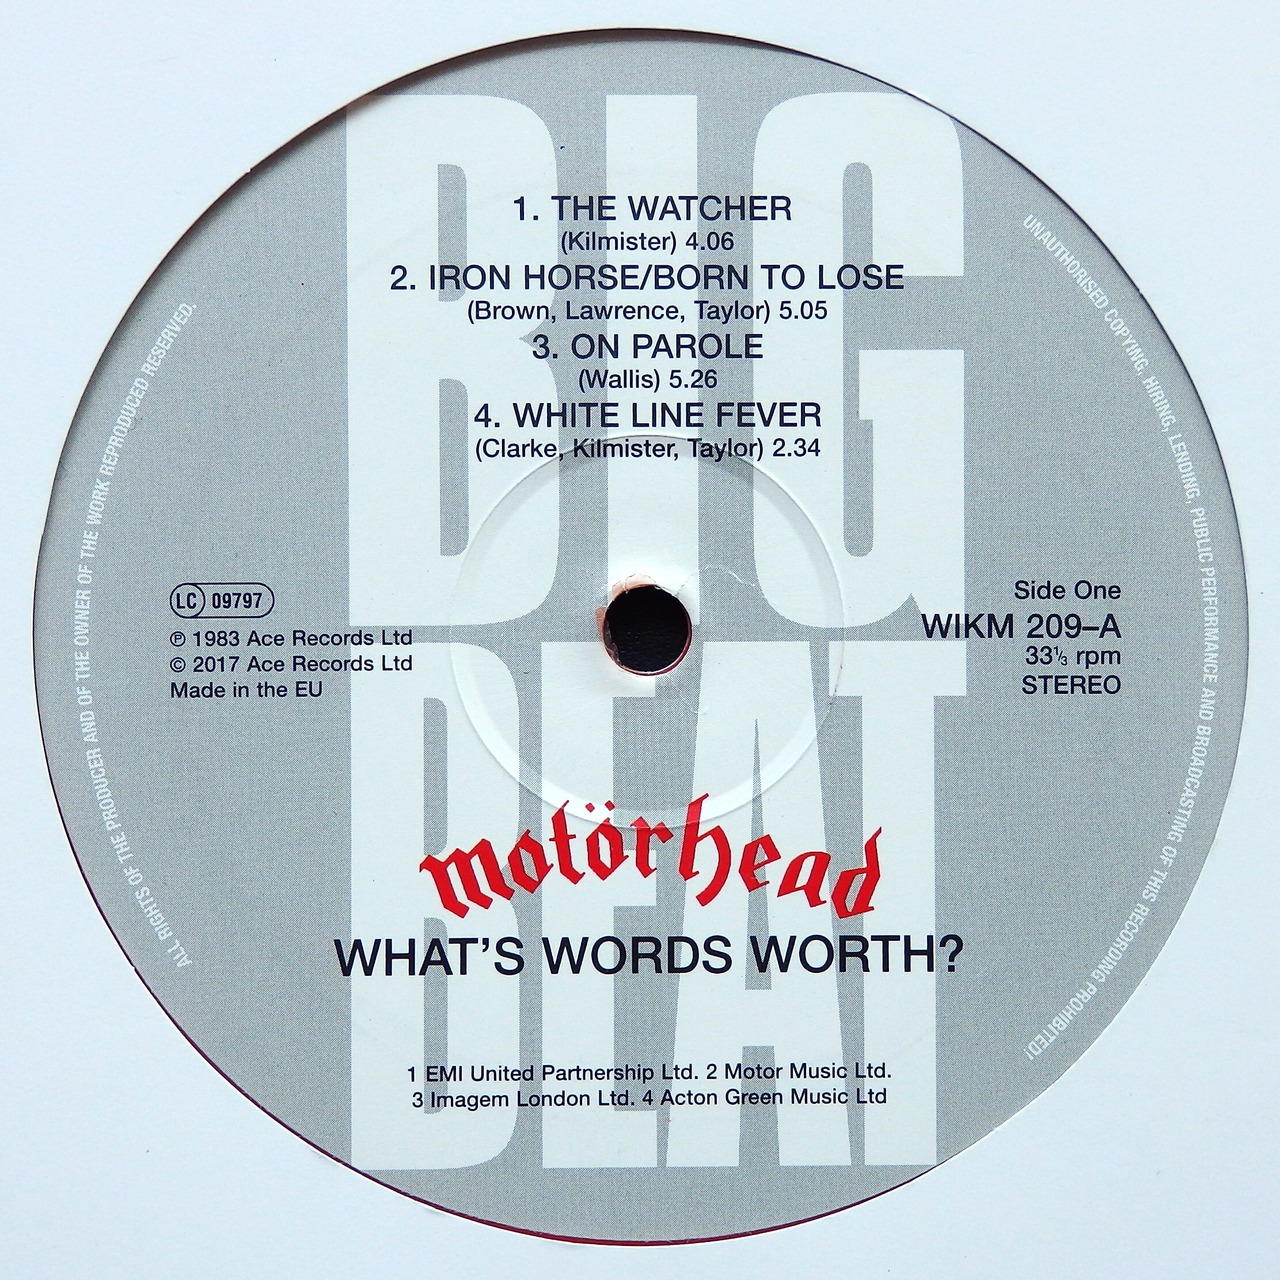 BIG
BEAT
1. THE WATCHER
(Kilmister) 4.06
2. IRON HORSE/BORN TO LOSE
(Brown, Lawrence, Taylor) 5.05
3. ON PAROLE
(Wallis) 5.26
4. WHITE LINE FEVER
(Clarke, Kilmister, Taylor) 2.34
LC 09797
℗ 1983 Ace Records Ltd
© 2017 Ace Records Ltd
Made in the EU
Side One
WIKM 209–A
33⅓ rpm
STEREO
motörhead
WHAT'S WORDS WORTH?
1 EMI United Partnership Ltd. 2 Motor Music Ltd.
3 Imagem London Ltd. 4 Acton Green Music Ltd
ALL RIGHTS OF THE PRODUCER AND OF THE OWNER OF THE WORK REPRODUCED RESERVED.
UNAUTHORISED COPYING, HIRING, LENDING, PUBLIC PERFORMANCE AND BROADCASTING OF THIS RECORDING PROHIBITED!